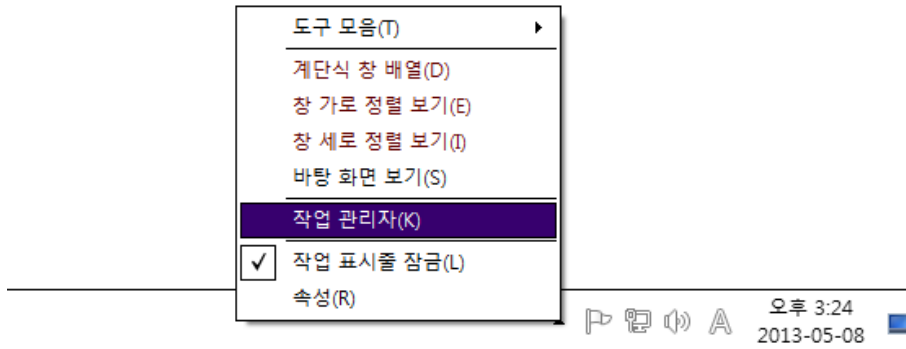 도구 모음(T)
계단식 창 배열(D)
창 가로 정렬 보기(E)
창 세로 정렬 보기(I)
바탕 화면 보기(S)
작업 관리자(K)
작업 표시줄 잠금(L)
속성(R)
A
오후 3:24
2013-05-08